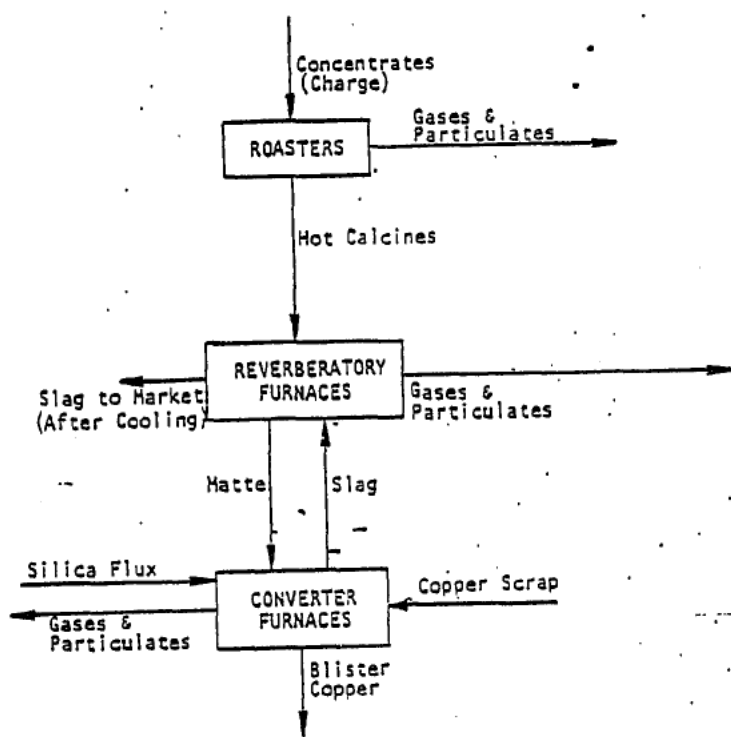 Concentrates
(Charge)
Gases &
Particulates
ROASTERS
Hot Calcines
REVERBERATORY
FURNACES
Slag to Market
(After Cooling)
Gases &
Particulates
Matte
Slag
Silica Flux
Copper Scrap
CONVERTER
FURNACES
Gases &
Particulates
Blister
Copper